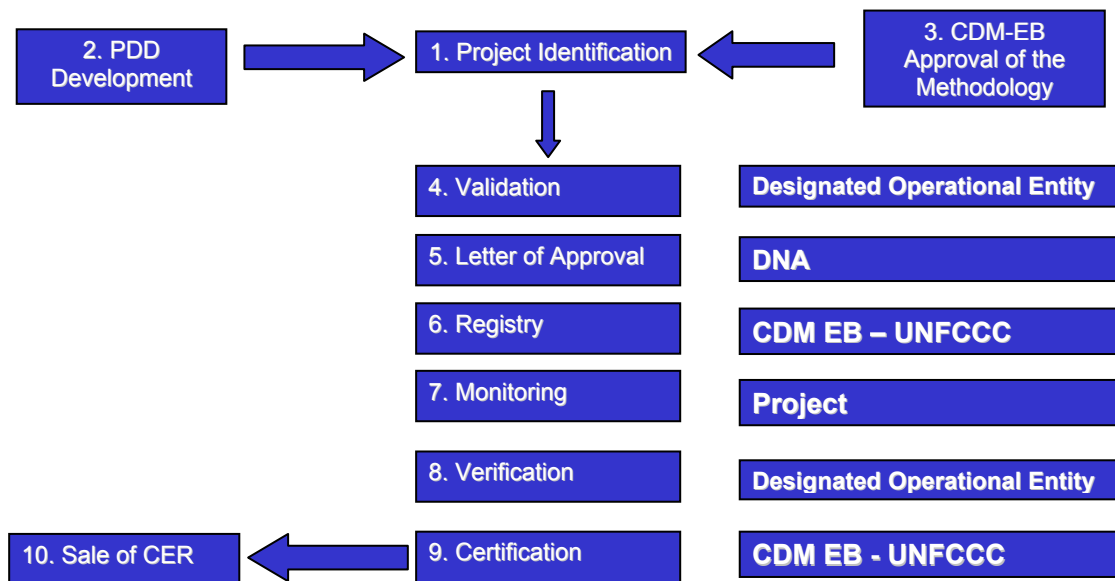 2. PDD
Development
1. Project Identification
3. CDM-EB
Approval of the
Methodology
4. Validation
Designated Operational Entity
5. Letter of Approval
DNA
6. Registry
CDM EB – UNFCCC
7. Monitoring
Project
8. Verification
Designated Operational Entity
10. Sale of CER
9. Certification
CDM EB - UNFCCC